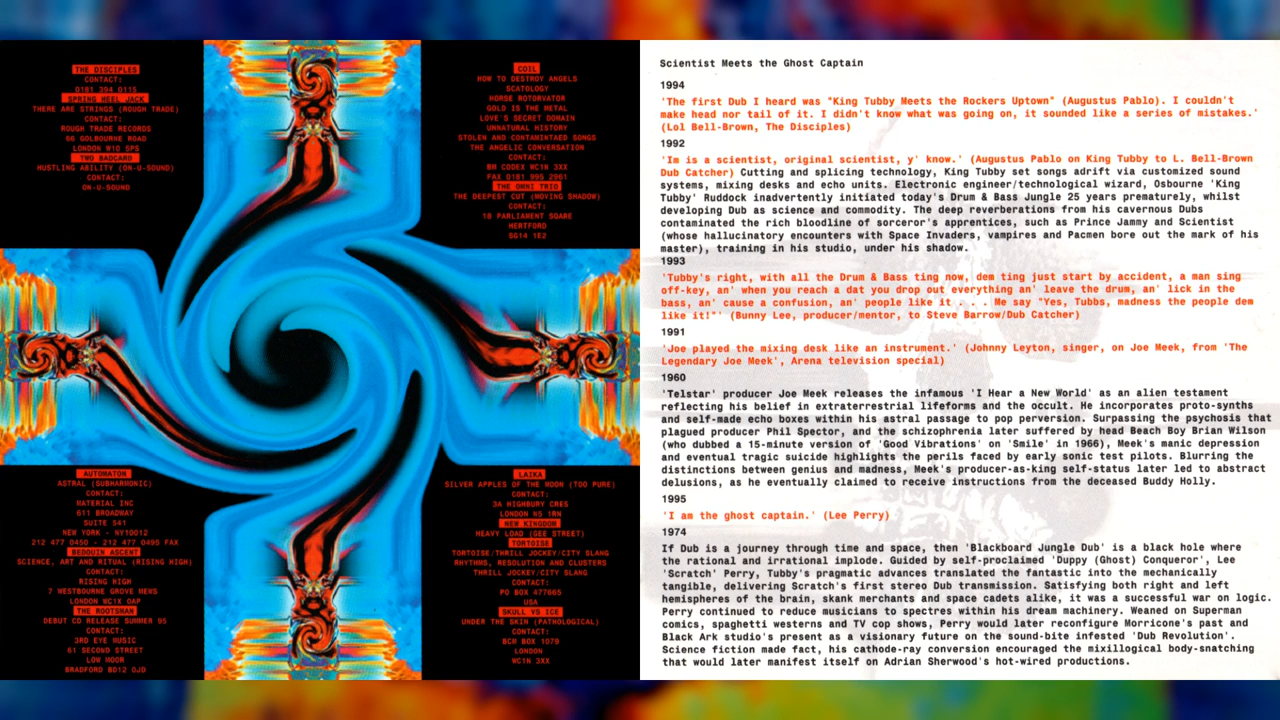 THE DISCIPLES
CONTACT:
0181 394 0115
SPRING HEEL JACK
THERE ARE STRINGS (ROUGH TRADE)
CONTACT:
ROUGH TRADE RECORDS
66 GOLBOURNE ROAD
LONDON W10 5PS
TWO BADCARD
HUSTLING ABILITY (ON-U-SOUND)
CONTACT:
ON-U-SOUND
COIL
HOW TO DESTROY ANGELS
SCATOLOGY
HORSE ROTORVATOR
GOLD IS THE METAL
LOVE'S SECRET DOMAIN
UNNATURAL HISTORY
STOLEN AND CONTAMINTAED SONGS
THE ANGELIC CONVERSATION
CONTACT:
BM CODEX WC1N 3XX
FAX 0181 995 2961
THE OMNI TRIO
THE DEEPEST CUT (MOVING SHADOW)
CONTACT:
18 PARLIAMENT SQARE
HERTFORD
SG14 1E2
AUTOMATON
ASTRAL (SUBHARMONIC)
CONTACT:
MATERIAL INC
611 BROADWAY
SUITE 541
NEW YORK - NY10012
212 477 0450 - 212 477 0495 FAX
BEDOUIN ASCENT
SCIENCE, ART AND RITUAL (RISING HIGH)
CONTACT:
RISING HIGH
7 WESTBOURNE GROVE MEWS
LONDON WC1X OAP
THE ROOTSMAN
DEBUT CD RELEASE SUMMER 95
CONTACT:
3RD EYE MUSIC
61 SECOND STREET
LOW MOOR
BRADFORD BD12 OJD
LAIKA
SILVER APPLES OF THE MOON (TOO PURE)
CONTACT:
3A HIGHBURY CRES
LONDON N5 1RN
NEW KINGDOM
HEAVY LOAD (GEE STREET)
TORTOISE
TORTOISE/THRILL JOCKEY/CITY SLANG
RHYTHMS, RESOLUTION AND CLUSTERS
THRILL JOCKEY/CITY SLANG
CONTACT:
PO BOX 477665
USA
SKULL VS ICE
UNDER THE SKIN (PATHOLOGICAL)
CONTACT:
BCM BOX 1079
LONDON
WC1N 3XX
Scientist Meets the Ghost Captain
1994
'The first Dub I heard was "King Tubby Meets the Rockers Uptown" (Augustus Pablo). I couldn't
make head nor tail of it. I didn't know what was going on, it sounded like a series of mistakes.'
(Lol Bell-Brown, The Disciples)
1992
'Im is a scientist, original scientist, y' know.' (Augustus Pablo on King Tubby to L. Bell-Brown
Dub Catcher) Cutting and splicing technology, King Tubby set songs adrift via customized sound
systems, mixing desks and echo units. Electronic engineer/technological wizard, Osbourne 'King
Tubby' Ruddock inadvertently initiated today's Drum & Bass Jungle 25 years prematurely, whilst
developing Dub as science and commodity. The deep reverberations from his cavernous Dubs
contaminated the rich bloodline of sorceror's apprentices, such as Prince Jammy and Scientist
(whose hallucinatory encounters with Space Invaders, vampires and Pacmen bore out the mark of his
master), training in his studio, under his shadow.
1993
'Tubby's right, with all the Drum & Bass ting now, dem ting just start by accident, a man sing
off-key, an' when you reach a dat you drop out everything an' leave the drum, an' lick in the
bass, an' cause a confusion, an' people like it . . . Me say "Yes, Tubbs, madness the people dem
like it!"' (Bunny Lee, producer/mentor, to Steve Barrow/Dub Catcher)
1991
'Joe played the mixing desk like an instrument.' (Johnny Leyton, singer, on Joe Meek, from 'The
Legendary Joe Meek', Arena television special)
1960
'Telstar' producer Joe Meek releases the infamous 'I Hear a New World' as an alien testament
reflecting his belief in extraterrestrial lifeforms and the occult. He incorporates proto-synths
and self-made echo boxes within his astral passage to pop perversion. Surpassing the psychosis that
plagued producer Phil Spector, and the schizophrenia later suffered by head Beach Boy Brian Wilson
(who dubbed a 15-minute version of 'Good Vibrations' on 'Smile' in 1966), Meek's manic depression
and eventual tragic suicide highlights the perils faced by early sonic test pilots. Blurring the
distinctions between genius and madness, Meek's producer-as-king self-status later led to abstract
delusions, as he eventually claimed to receive instructions from the deceased Buddy Holly.
1995
'I am the ghost captain.' (Lee Perry)
1974
If Dub is a journey through time and space, then 'Blackboard Jungle Dub' is a black hole where
the rational and irrational implode. Guided by self-proclaimed 'Duppy (Ghost) Conqueror', Lee
'Scratch' Perry, Tubby's pragmatic advances translated the fantastic into the mechanically
tangible, delivering Scratch's first stereo Dub transmission. Satisfying both right and left
hemispheres of the brain, skank merchants and space cadets alike, it was a successful war on logic.
Perry continued to reduce musicians to spectres within his dream machinery. Weaned on Superman
comics, spaghetti westerns and TV cop shows, Perry would later reconfigure Morricone's past and
Black Ark studio's present as a visionary future on the sound-bite infested 'Dub Revolution'.
Science fiction made fact, his cathode-ray conversion encouraged the mixillogical body-snatching
that would later manifest itself on Adrian Sherwood's hot-wired productions.